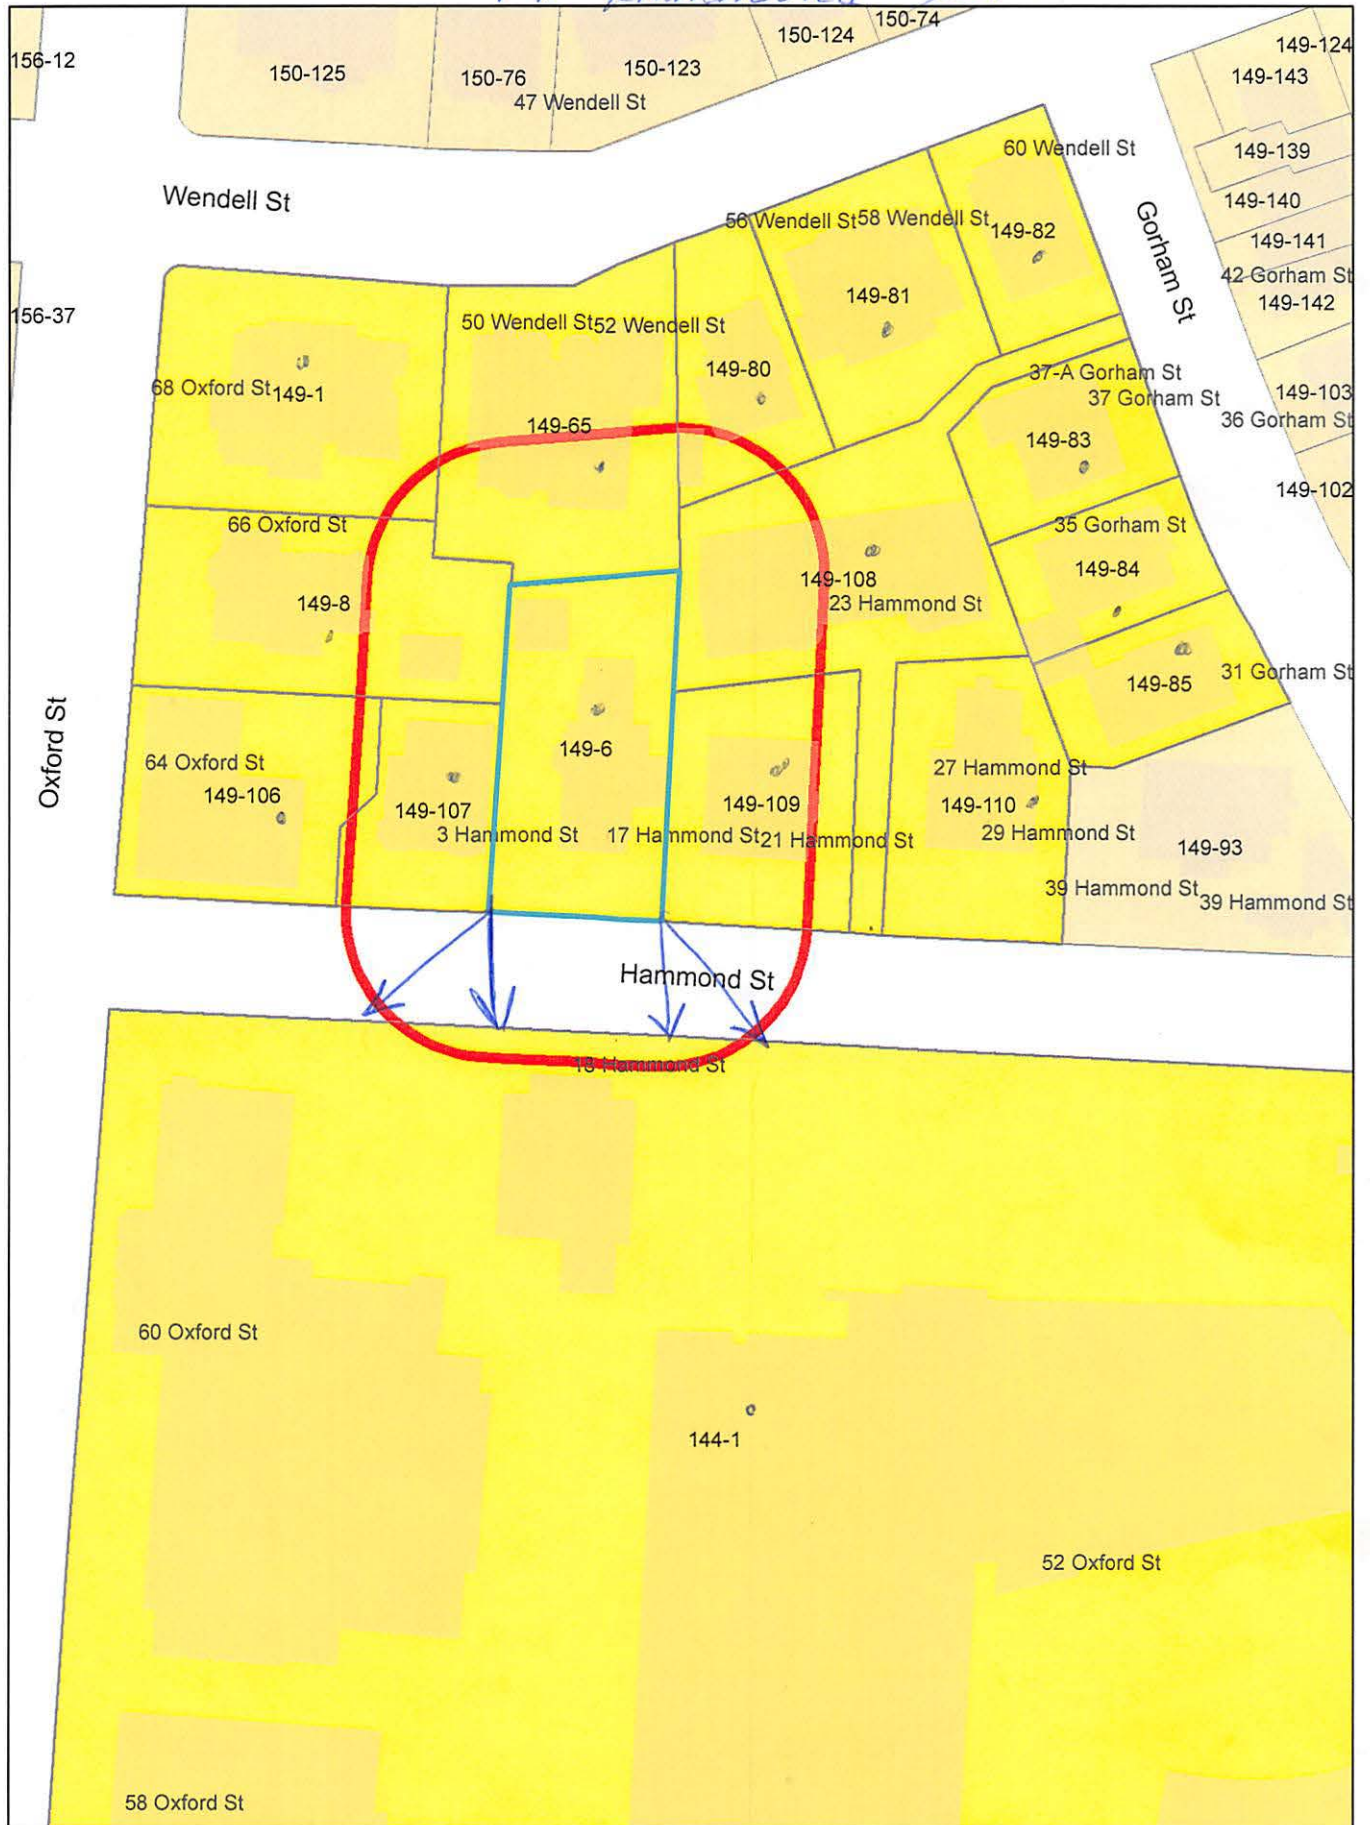 150-74
150-124
149-124
156-12
150-125
150-76
150-123
149-143
47 Wendell St
60 Wendell St
149-139
Wendell St
149-140
56 Wendell St
58 Wendell St
149-82
Gorham St
149-141
42 Gorham St
149-81
149-142
156-37
50 Wendell St
52 Wendell St
149-80
37-A Gorham St
68 Oxford St
149-1
37 Gorham St
149-103
149-65
36 Gorham St
149-83
149-102
66 Oxford St
35 Gorham St
149-84
149-108
149-8
23 Hammond St
31 Gorham St
149-85
Oxford St
149-6
64 Oxford St
27 Hammond St
149-106
149-107
149-109
149-110
3 Hammond St
17 Hammond St
21 Hammond St
29 Hammond St
149-93
39 Hammond St
39 Hammond St
Hammond St
18 Hammond St
60 Oxford St
144-1
52 Oxford St
58 Oxford St